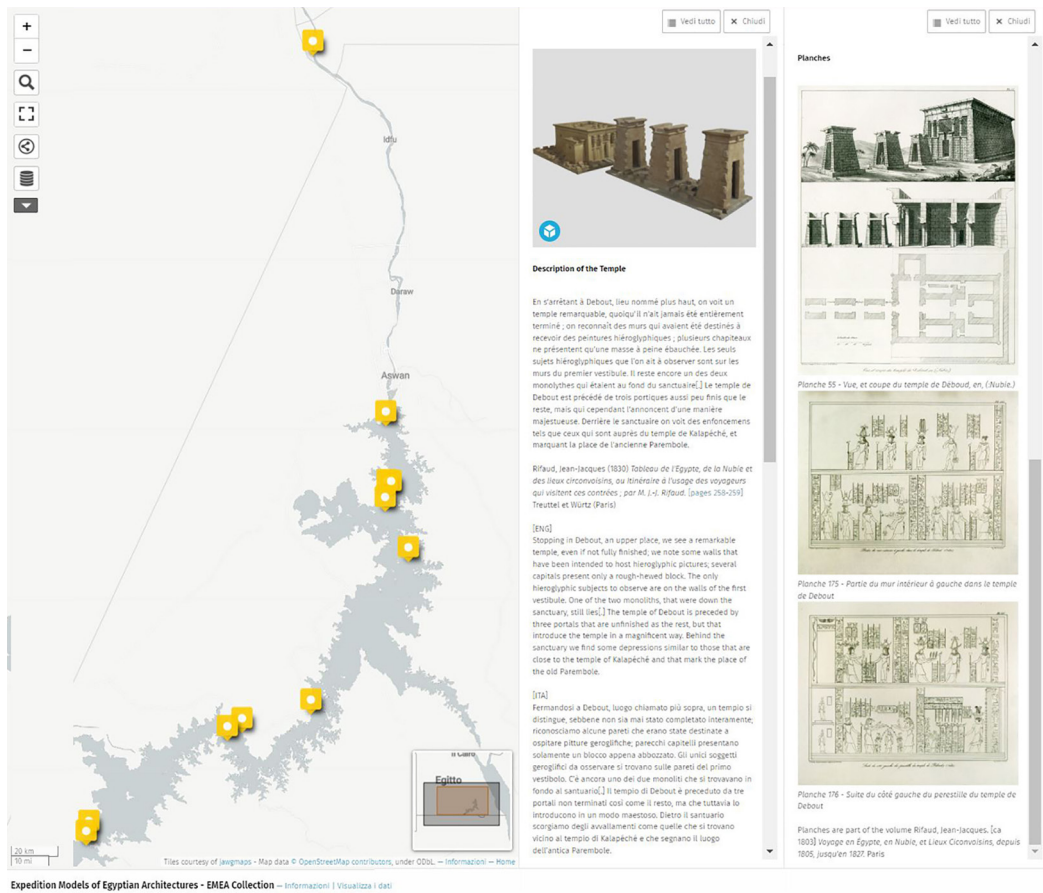 +
−
Idfu
Daraw
Aswan
Il Cairo
Egitto
20 km
10 mi
Tiles courtesy of jawgmaps - Map data © OpenStreetMap contributors, under ODbL. — Informazioni — Home
Vedi tutto
× Chiudi
Description of the Temple
En s'arrêtant à Debout, lieu nommé plus haut, on voit un
temple remarquable, quoiqu'il n'ait jamais été entièrement
terminé ; on reconnaît des murs qui avaient été destinés à
recevoir des peintures hiéroglyphiques ; plusieurs chapiteaux
ne présentent qu'une masse à peine ébauchée. Les seuls
sujets hiéroglyphiques que l'on ait à observer sont sur les
murs du premier vestibule. Il reste encore un des deux
monolythes qui étaient au fond du sanctuaire[.] Le temple de
Debout est précédé de trois portiques aussi peu finis que le
reste, mais qui cependant l'annoncent d'une manière
majestueuse. Derrière le sanctuaire on voit des enfoncemens
tels que ceux qui sont auprès du temple de Kalapéché, et
marquant la place de l'ancienne Parembole.
Rifaud, Jean-Jacques (1830) Tableau de l'Egypte, de la Nubie et
des lieux circonvoisins, ou itinéraire à l'usage des voyageurs
qui visitent ces contrées ; par M. J.-J. Rifaud. [pages 258-259]
Treuttel et Würtz (Paris)
[ENG]
Stopping in Debout, an upper place, we see a remarkable
temple, even if not fully finished; we note some walls that
have been intended to host hieroglyphic pictures; several
capitals present only a rough-hewed block. The only
hieroglyphic subjects to observe are on the walls of the first
vestibule. One of the two monoliths, that were down the
sanctuary, still lies[.] The temple of Debout is preceded by
three portals that are unfinished as the rest, but that
introduce the temple in a magnificent way. Behind the
sanctuary we find some depressions similar to those that are
close to the temple of Kalapéché and that mark the place of
the old Parembole.
[ITA]
Fermandosi a Debout, luogo chiamato più sopra, un tempio si
distingue, sebbene non sia mai stato completato interamente;
riconosciamo alcune pareti che erano state destinate a
ospitare pitture geroglifiche; parecchi capitelli presentano
solamente un blocco appena abbozzato. Gli unici soggetti
geroglifici da osservare si trovano sulle pareti del primo
vestibolo. C'è ancora uno dei due monoliti che si trovavano in
fondo al santuario[.] Il tempio di Debout è preceduto da tre
portali non terminati così come il resto, ma che tuttavia lo
introducono in un modo maestoso. Dietro il santuario
scorgiamo degli avvallamenti come quelle che si trovano
vicino al tempio di Kalapéché e che segnano il luogo
dell'antica Parembole.
Vedi tutto
× Chiudi
Planches
Planche 55 - Vue, et coupe du temple de Déboud, en, (.Nubie.)
Planche 175 - Partie du mur intérieur à gauche dans le temple
de Debout
Planche 176 - Suite du côté gauche du perestille du temple de
Debout
Planches are part of the volume Rifaud, Jean-Jacques. [ca
1803] Voyage en Égypte, en Nubie, et Lieux Ciconvoisins, depuis
1805, jusqu'en 1827. Paris
Expedition Models of Egyptian Architectures - EMEA Collection — Informazioni | Visualizza i dati